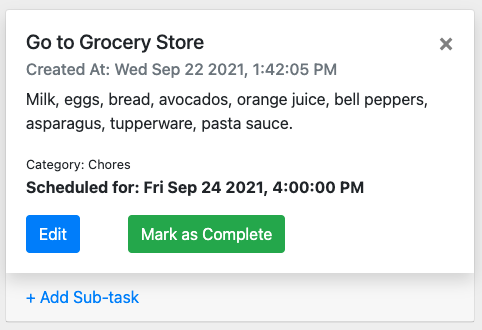 Go to Grocery Store
×
Created At: Wed Sep 22 2021, 1:42:05 PM
Milk, eggs, bread, avocados, orange juice, bell peppers,
asparagus, tupperware, pasta sauce.
Category: Chores
Scheduled for: Fri Sep 24 2021, 4:00:00 PM
Edit
Mark as Complete
+ Add Sub-task